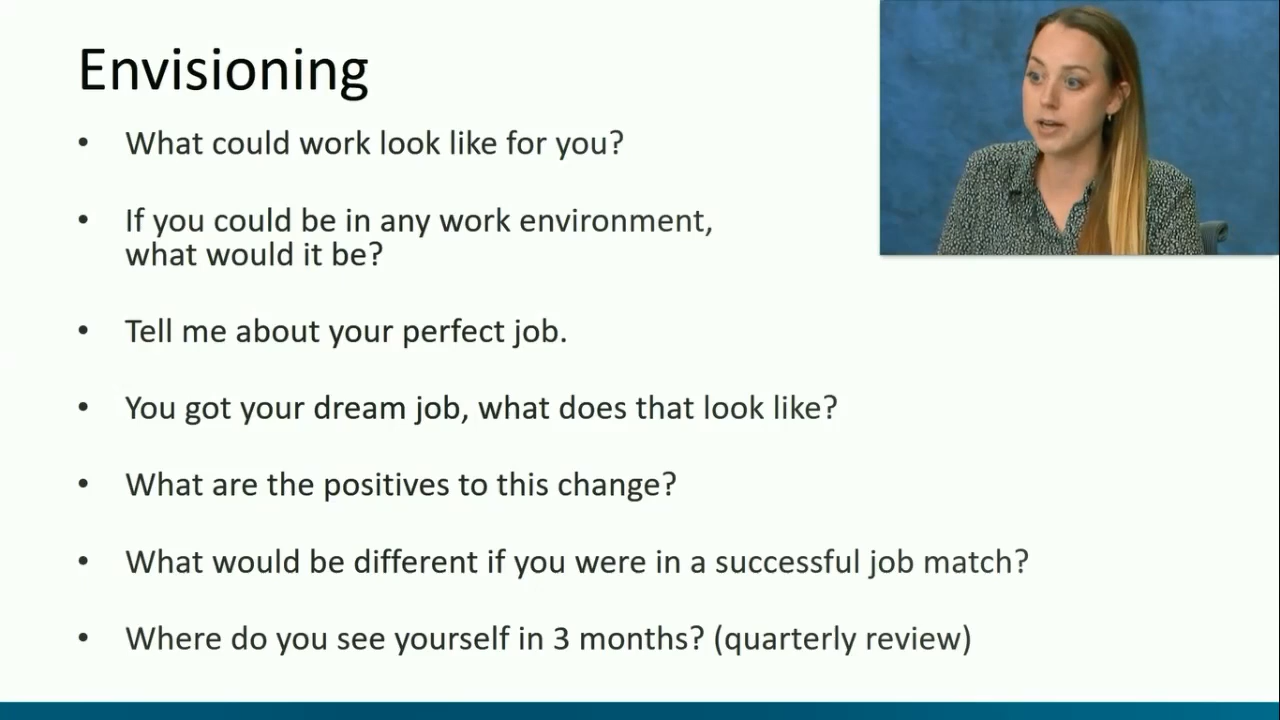 Envisioning
• What could work look like for you?
• If you could be in any work environment,
what would it be?
• Tell me about your perfect job.
• You got your dream job, what does that look like?
• What are the positives to this change?
• What would be different if you were in a successful job match?
• Where do you see yourself in 3 months? (quarterly review)